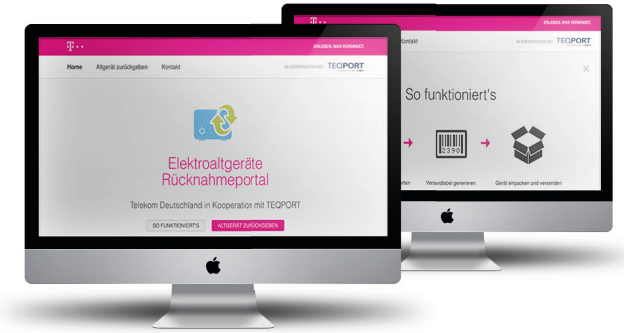 T
ERLEBEN, WAS VERBINDET.
Home Altgerät zurückgeben Kontakt
IN KOOPERATION MIT TEQPORT
Elektroaltgeräte
Rücknahmeportal
Telekom Deutschland in Kooperation mit TEQPORT
SO FUNKTIONIERT'S ALTGERÄT ZURÜCKGEBEN
ERLEBEN, WAS VERBINDET.
Kontakt
IN KOOPERATION MIT TEQPORT
So funktioniert's
2390
Versandlabel generieren Gerät einpacken und versenden